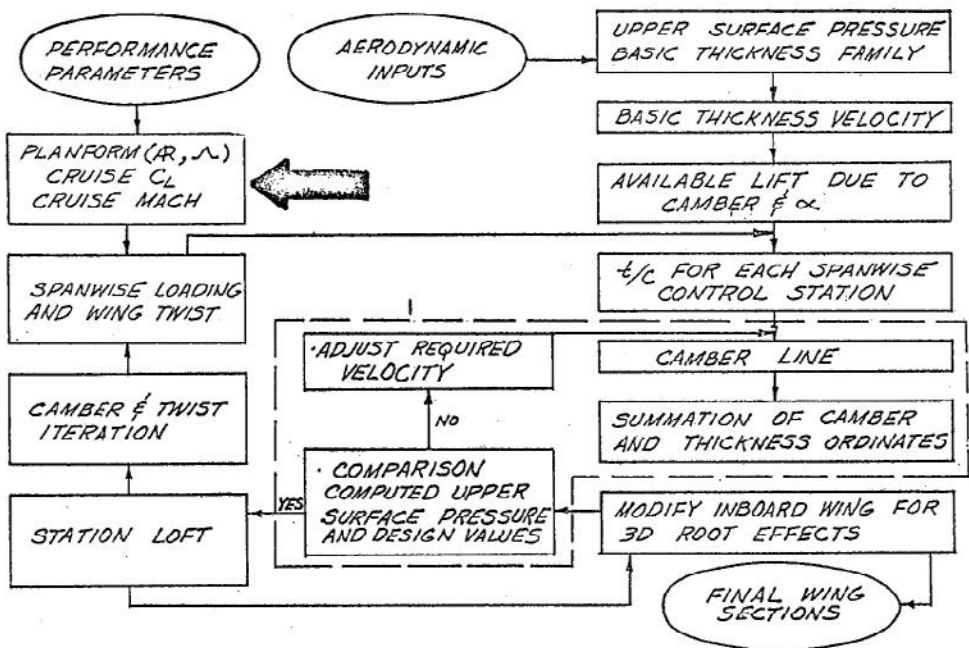 PERFORMANCE
PARAMETERS
AERODYNAMIC
INPUTS
UPPER SURFACE PRESSURE
BASIC THICKNESS FAMILY
BASIC THICKNESS VELOCITY
PLANFORM (AR, Λ)
CRUISE CL
CRUISE MACH
AVAILABLE LIFT DUE TO
CAMBER & α
SPANWISE LOADING
AND WING TWIST
t/c FOR EACH SPANWISE
CONTROL STATION
·ADJUST REQUIRED
VELOCITY
CAMBER LINE
CAMBER & TWIST
ITERATION
NO
SUMMATION OF CAMBER
AND THICKNESS ORDINATES
· COMPARISON
COMPUTED UPPER
SURFACE PRESSURE
AND DESIGN VALUES
YES
STATION LOFT
MODIFY INBOARD WING FOR
3D ROOT EFFECTS
FINAL WING
SECTIONS